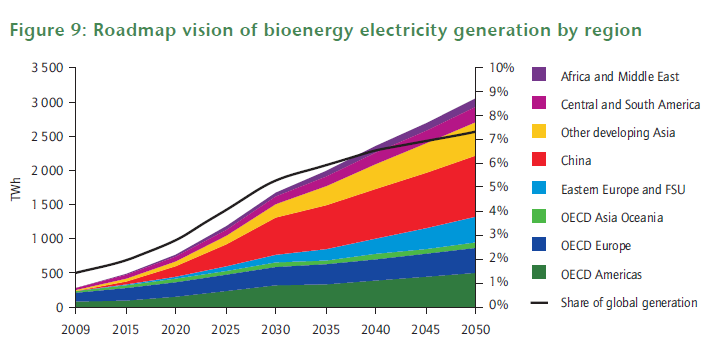 Figure 9: Roadmap vision of bioenergy electricity generation by region
3 500
3 000
2 500
2 000
1 500
1 000
500
0
TWh
10%
9%
8%
7%
6%
5%
4%
3%
2%
1%
0%
2009
2015
2020
2025
2030
2035
2040
2045
2050
Africa and Middle East
Central and South America
Other developing Asia
China
Eastern Europe and FSU
OECD Asia Oceania
OECD Europe
OECD Americas
Share of global generation